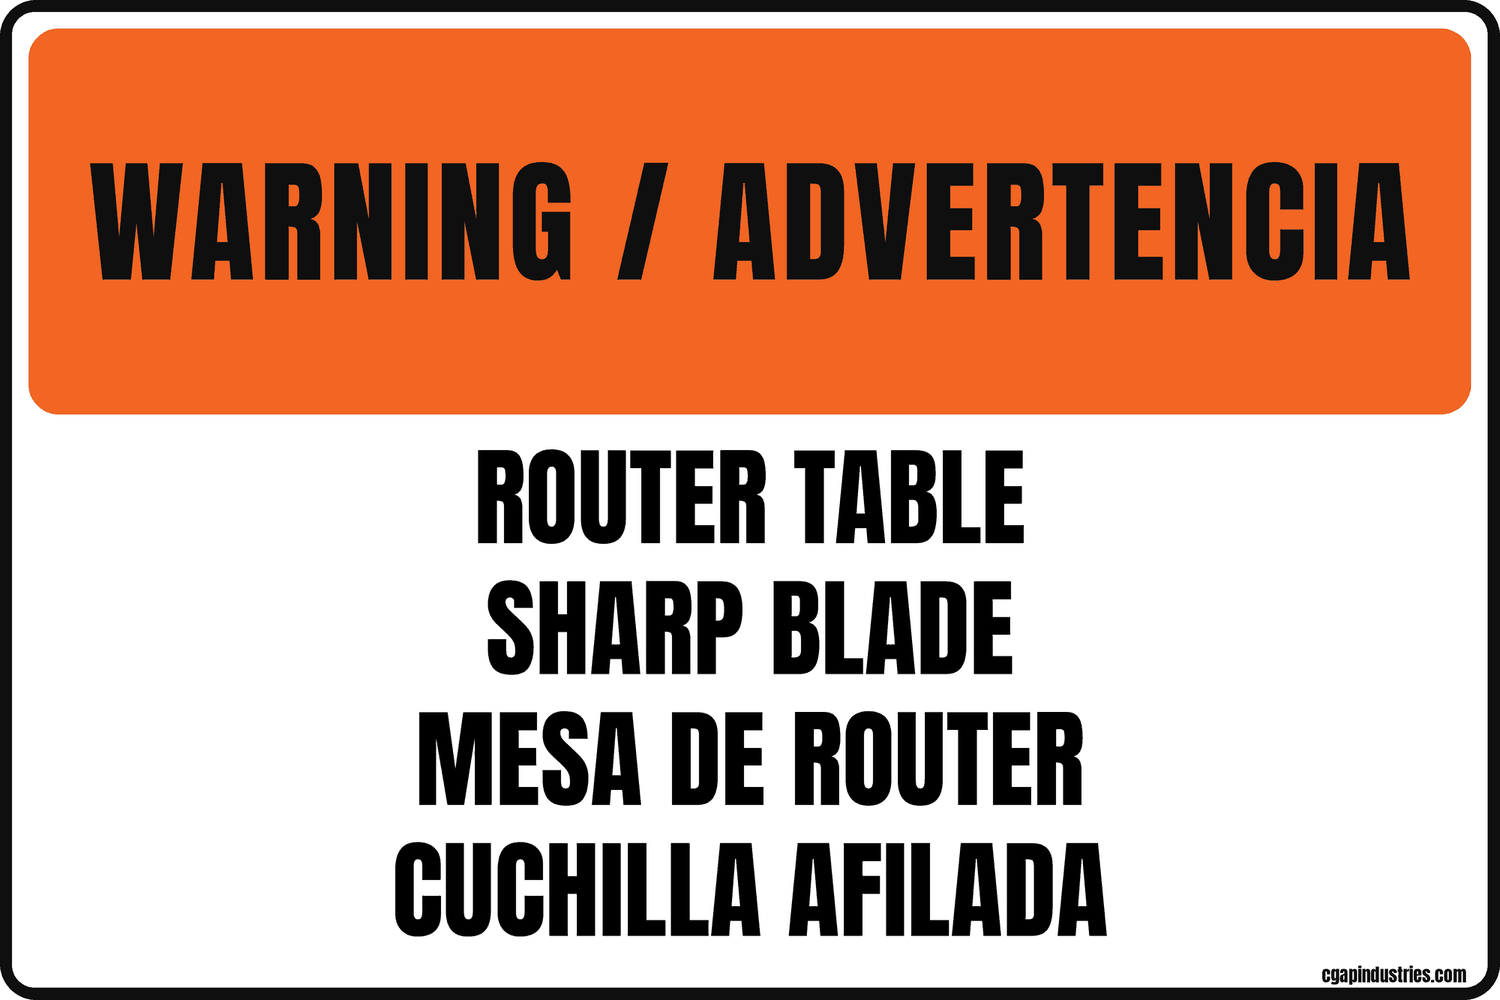 WARNING / ADVERTENCIA
ROUTER TABLE
SHARP BLADE
MESA DE ROUTER
CUCHILLA AFILADA
cgapindustries.com